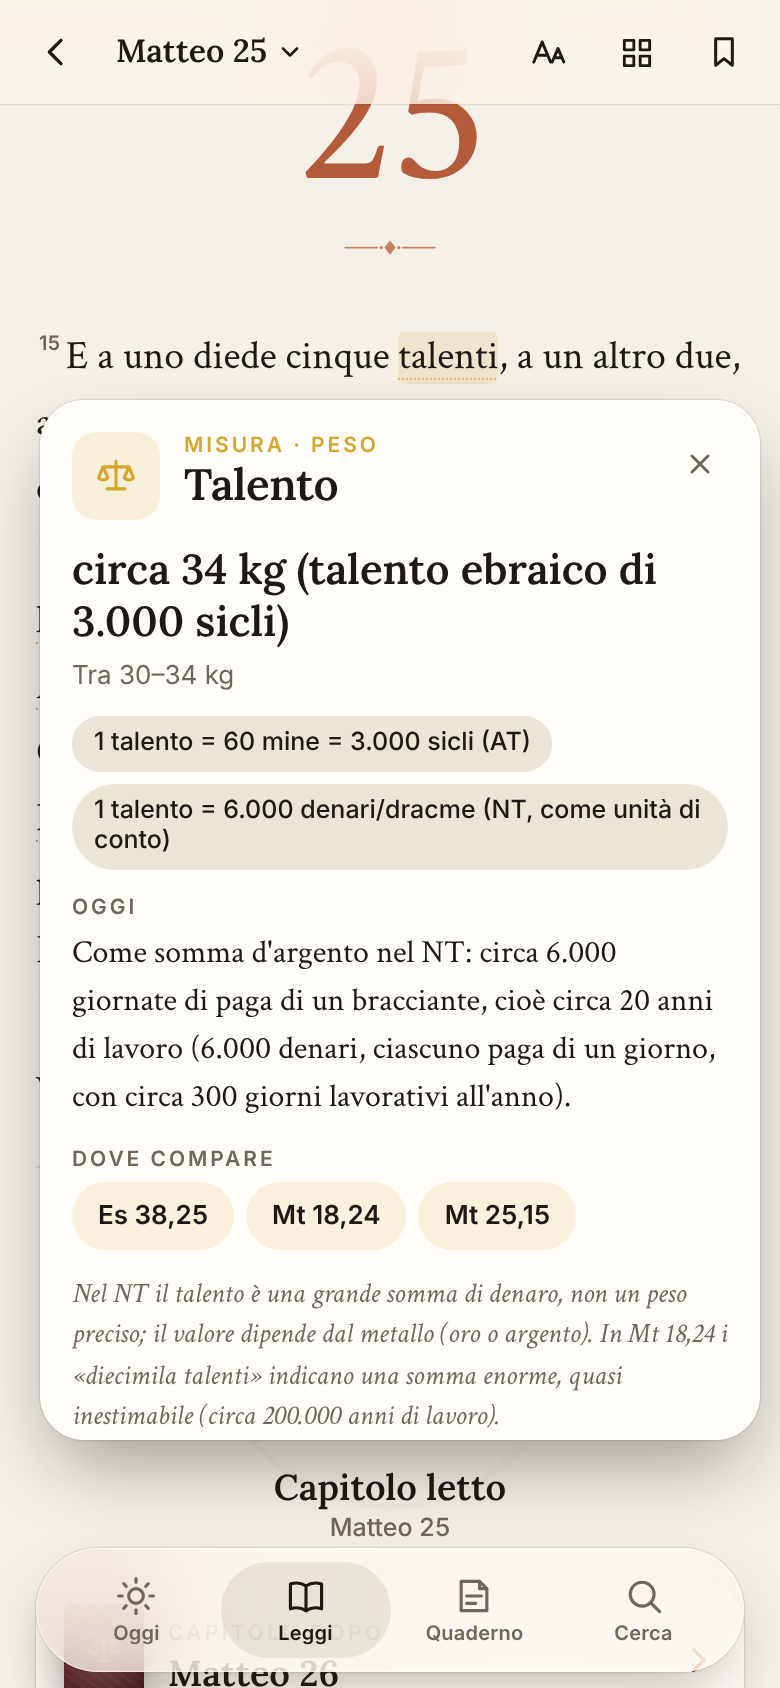 Matteo 25
25
15 E a uno diede cinque talenti, a un altro due,
MISURA · PESO
Talento
circa 34 kg (talento ebraico di
3.000 sicli)
Tra 30–34 kg
1 talento = 60 mine = 3.000 sicli (AT)
1 talento = 6.000 denari/dracme (NT, come unità di
conto)
OGGI
Come somma d'argento nel NT: circa 6.000
giornate di paga di un bracciante, cioè circa 20 anni
di lavoro (6.000 denari, ciascuno paga di un giorno,
con circa 300 giorni lavorativi all'anno).
DOVE COMPARE
Es 38,25
Mt 18,24
Mt 25,15
Nel NT il talento è una grande somma di denaro, non un peso
preciso; il valore dipende dal metallo (oro o argento). In Mt 18,24 i
«diecimila talenti» indicano una somma enorme, quasi
inestimabile (circa 200.000 anni di lavoro).
Capitolo letto
Matteo 25
Oggi
Leggi
Quaderno
Cerca
Matteo 26